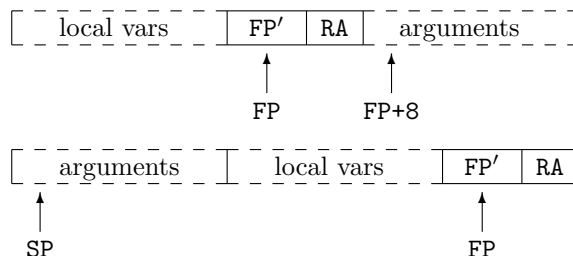 local vars FP′ RA arguments
FP FP+8
arguments local vars FP′ RA
SP FP